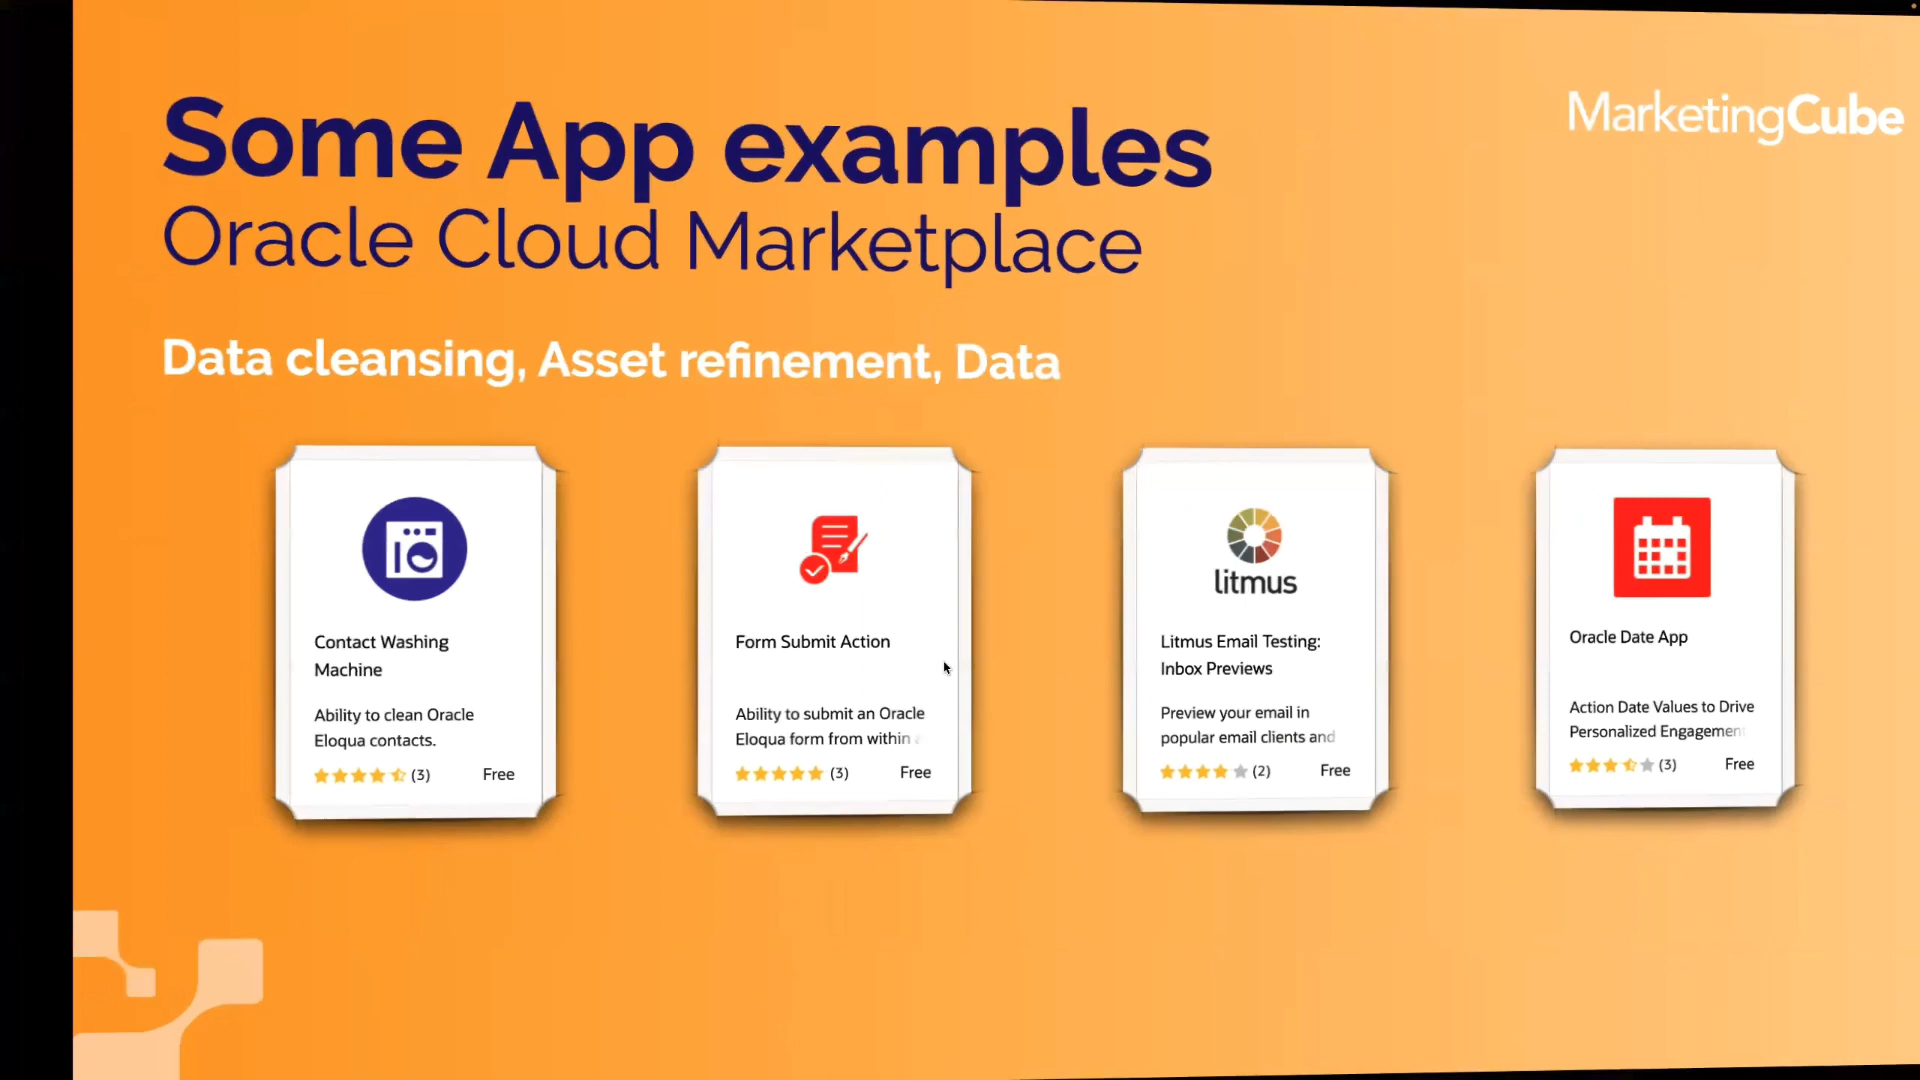 Some App examples
MarketingCube
Oracle Cloud Marketplace
Data cleansing, Asset refinement, Data
Contact Washing
Machine
Ability to clean Oracle
Eloqua contacts.
(3) Free
Form Submit Action
Ability to submit an Oracle
Eloqua form from within
(3) Free
litmus
Litmus Email Testing:
Inbox Previews
Preview your email in
popular email clients and
(2) Free
Oracle Date App
Action Date Values to Drive
Personalized Engagement
(3) Free